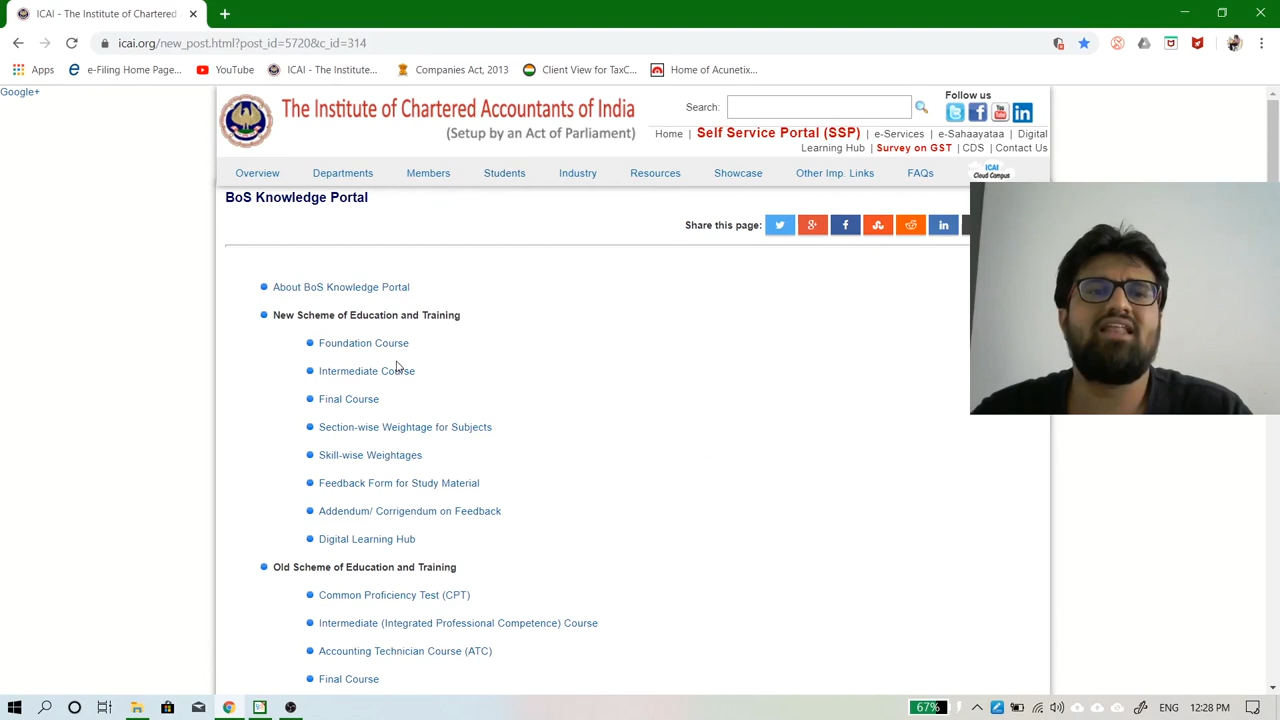 ICAI - The Institute of Chartered
icai.org/new_post.html?post_id=5720&c_id=314
Apps
e-Filing Home Page...
YouTube
ICAI - The Institute...
Companies Act, 2013
Client View for TaxC...
Home of Acunetix...
Google+
The Institute of Chartered Accountants of India
(Setup by an Act of Parliament)
Search:
Follow us
Home | Self Service Portal (SSP) | e-Services | e-Sahaayataa | Digital
Learning Hub | Survey on GST | CDS | Contact Us
Overview Departments Members Students Industry Resources Showcase Other Imp. Links FAQs ICAI
Cloud Campus
BoS Knowledge Portal
Share this page:
About BoS Knowledge Portal
New Scheme of Education and Training
Foundation Course
Intermediate Course
Final Course
Section-wise Weightage for Subjects
Skill-wise Weightages
Feedback Form for Study Material
Addendum/ Corrigendum on Feedback
Digital Learning Hub
Old Scheme of Education and Training
Common Proficiency Test (CPT)
Intermediate (Integrated Professional Competence) Course
Accounting Technician Course (ATC)
Final Course
67%
ENG
12:28 PM